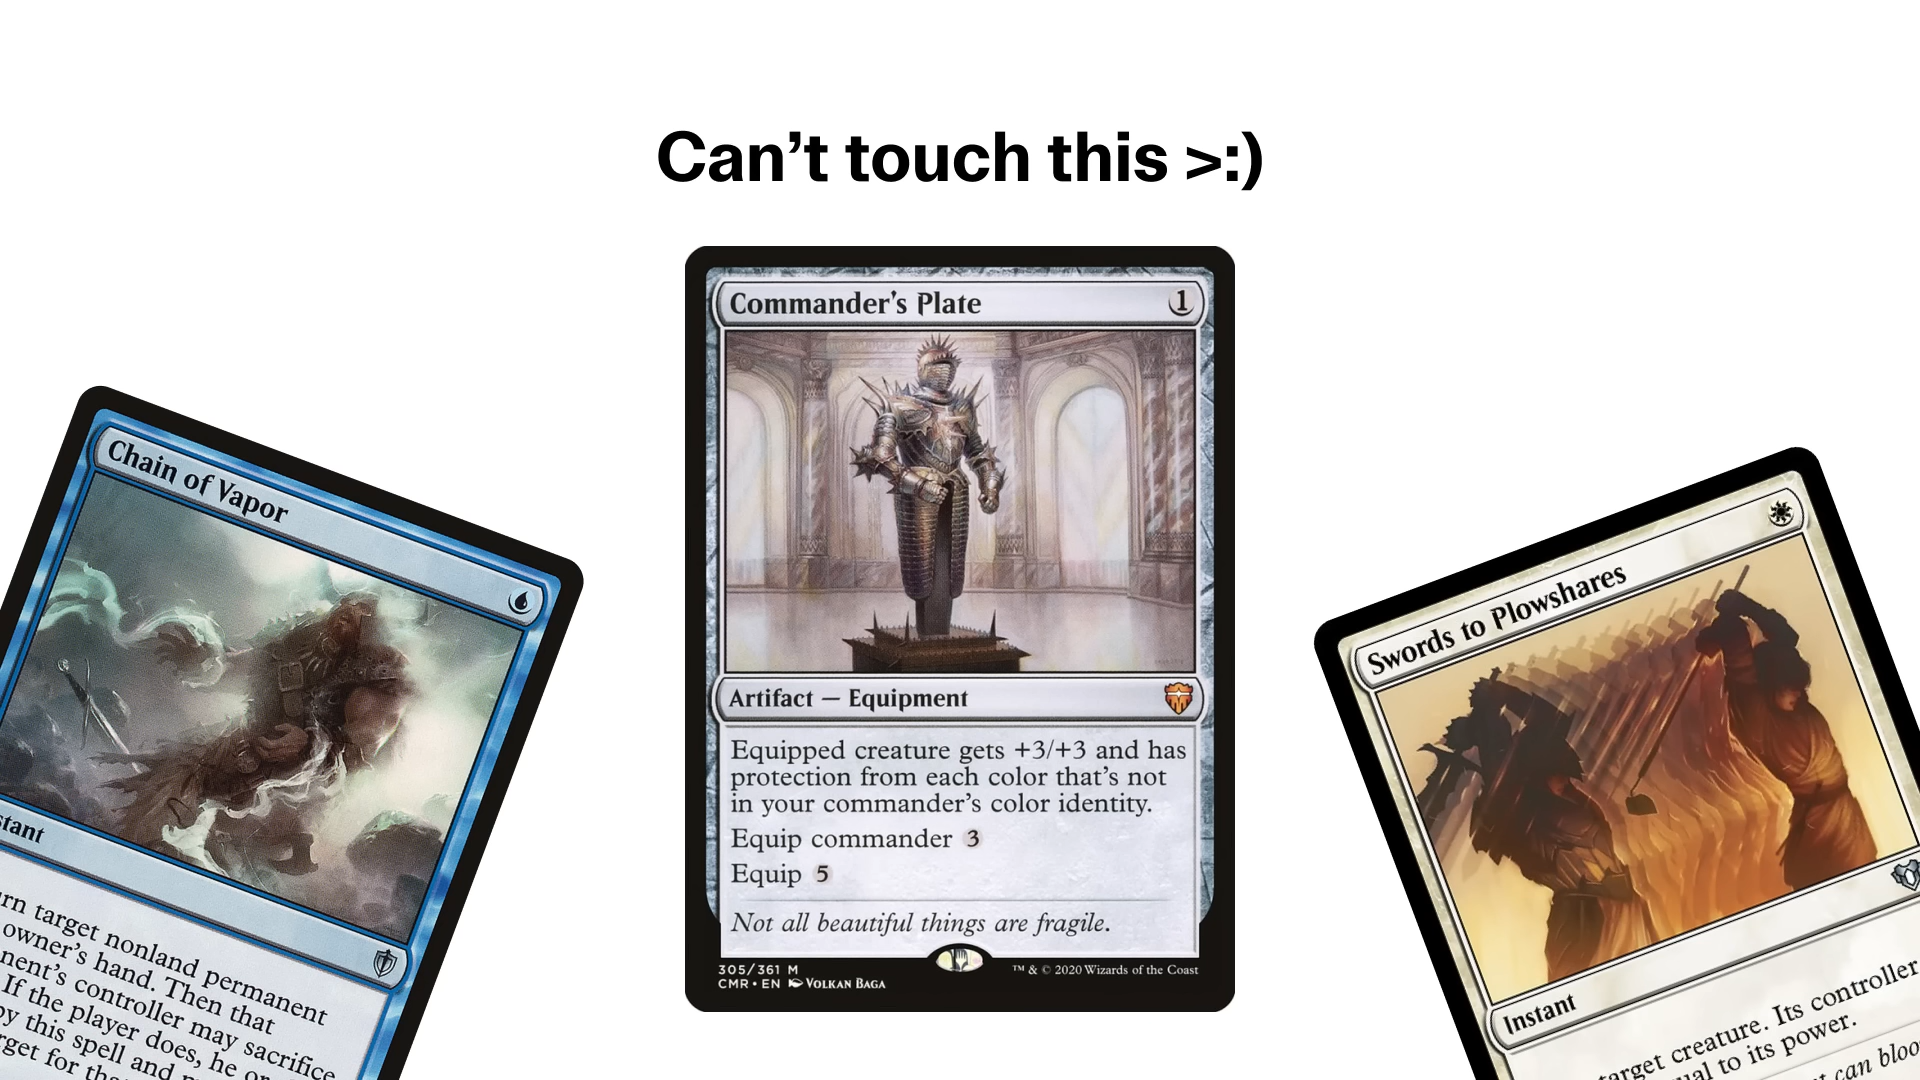 Can’t touch this >:)
Commander's Plate 1
Artifact — Equipment
Equipped creature gets +3/+3 and has
protection from each color that's not
in your commander's color identity.
Equip commander 3
Equip 5
Not all beautiful things are fragile.
305/361 M
CMR • EN VOLKAN BAGA
™ & © 2020 Wizards of the Coast
Chain of Vapor
target nonland permanent
owner's hand. Then that
controller may sacrifice
If the player does, he or
this spell and
for
Swords to Plowshares
Instant
target creature. Its controller
to its power.
can